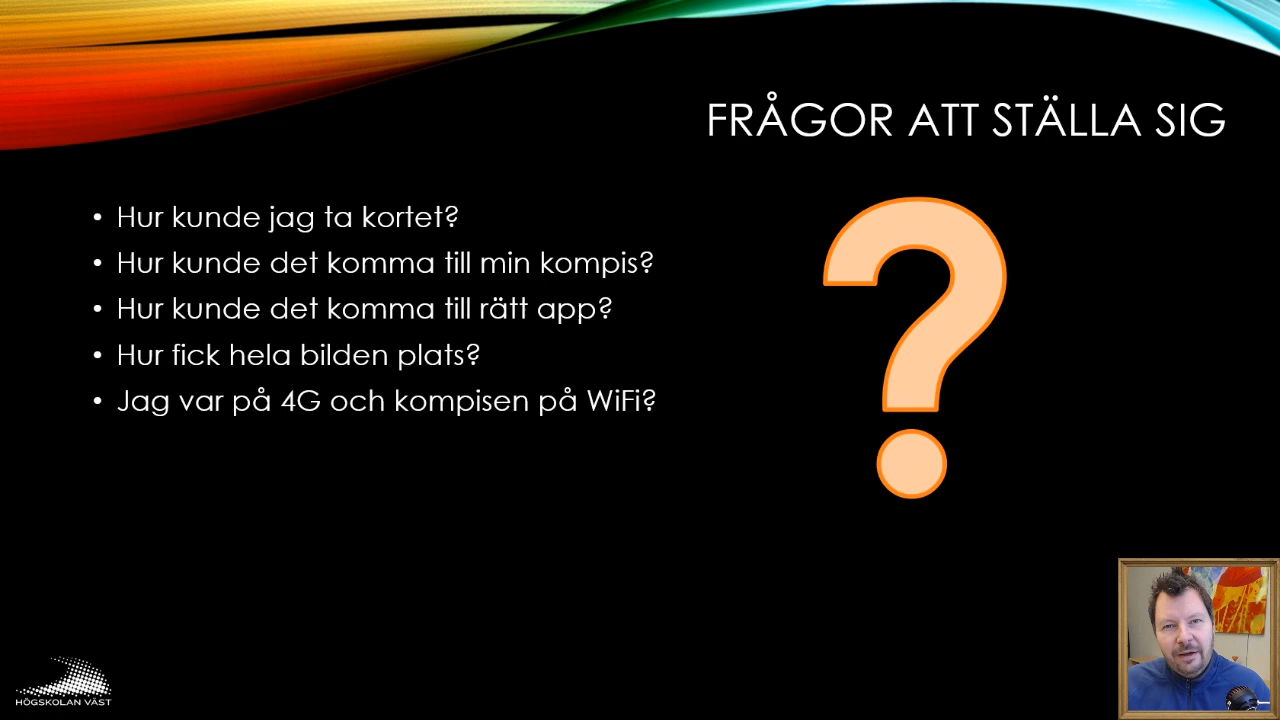 FRÅGOR ATT STÄLLA SIG
• Hur kunde jag ta kortet?
• Hur kunde det komma till min kompis?
• Hur kunde det komma till rätt app?
• Hur fick hela bilden plats?
• Jag var på 4G och kompisen på WiFi?
?
HÖGSKOLAN VÄST